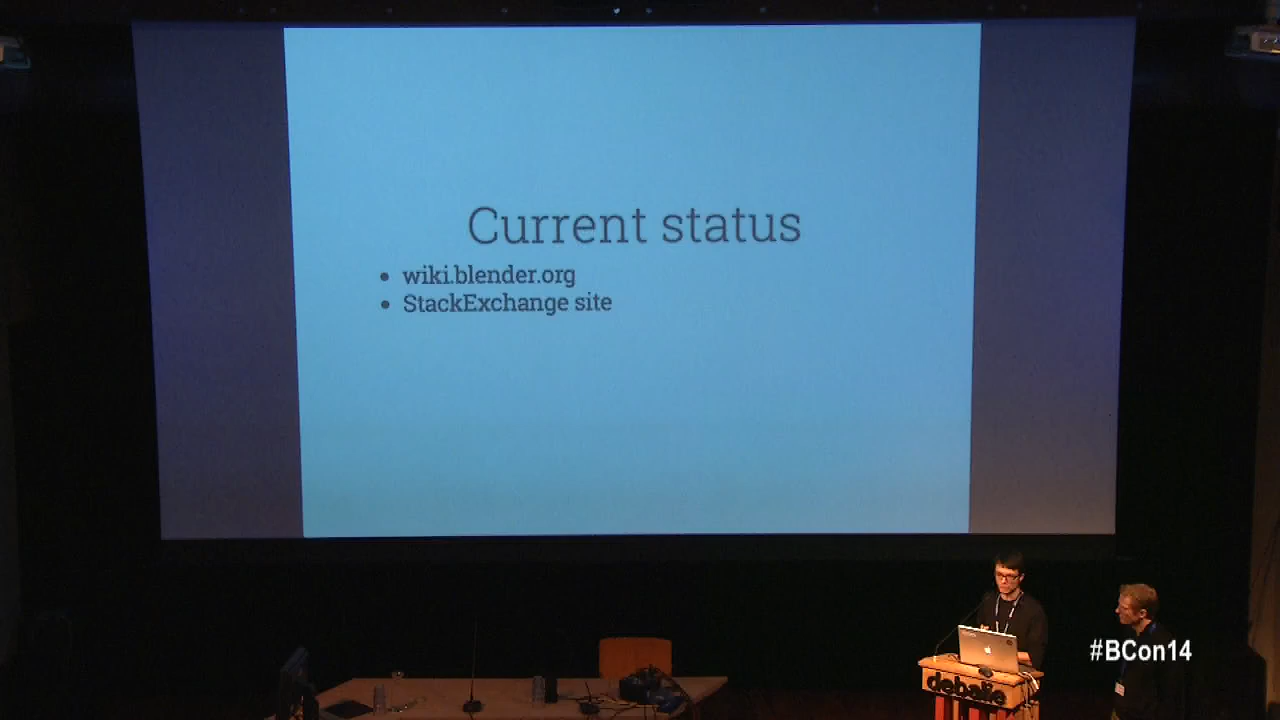 Current status
• wiki.blender.org
• StackExchange site
#BCon14
debalie